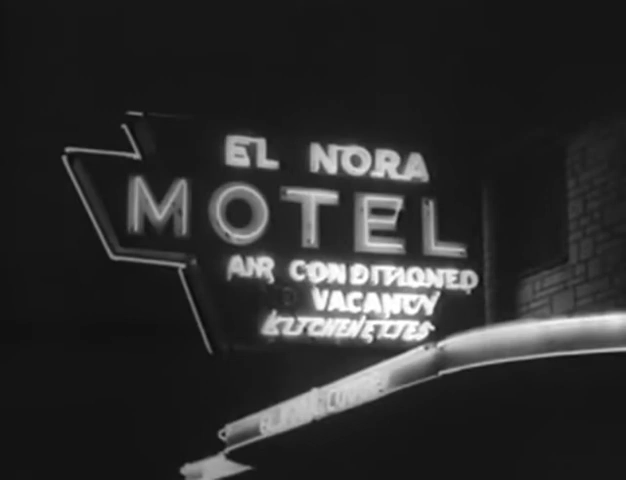 EL NORA
MOTEL
AIR CONDITIONED
VACANCY
KITCHENETTES